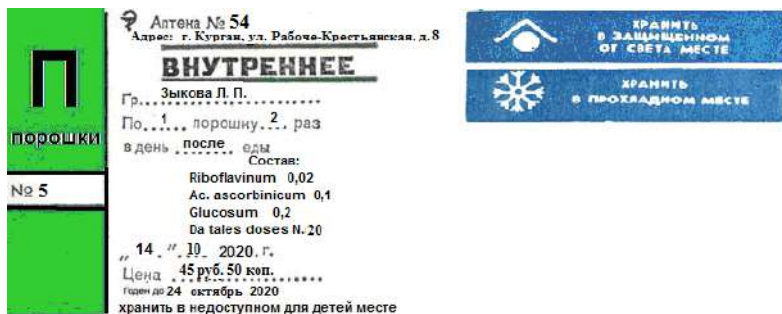 П
порошки
№ 5
Аптека № 54
Адрес: г. Курган, ул. Рабоче-Крестьянская, д.8
ВНУТРЕННЕЕ
Гр. Зыкова Л. П.
По 1 порошку 2 раз
в день после еды
Состав:
Riboflavinum 0,02
Ac. ascorbinicum 0,1
Glucosum 0,2
Da tales doses N. 20
„ 14 ” 10 2020 г.
Цена 45 руб. 50 коп.
Годен до 24 октябрь 2020
хранить в недоступном для детей месте
ХРАНИТЬ
В ЗАЩИЩЕННОМ
ОТ СВЕТА МЕСТЕ
ХРАНИТЬ
В ПРОХЛАДНОМ МЕСТЕ